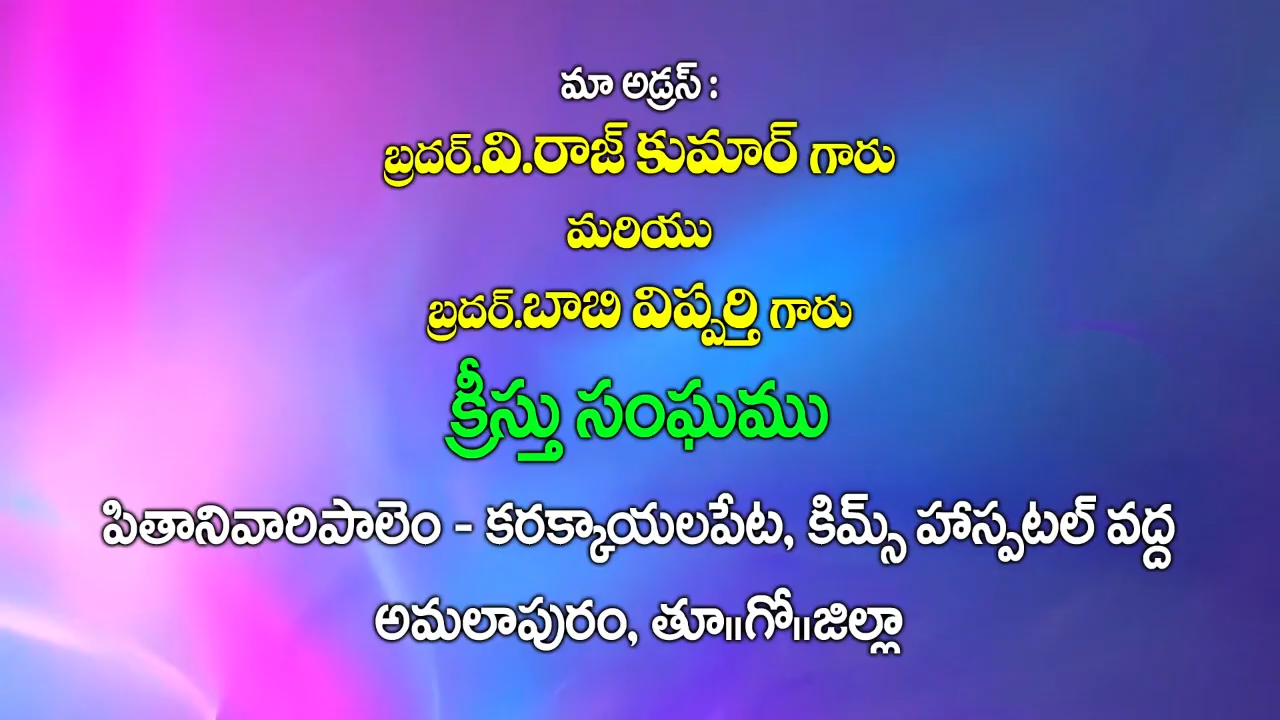 మా అడ్రస్ :
బ్రదర్.వి.రాజ్ కుమార్ గారు
మరియు
బ్రదర్.బాబి విప్పర్తి గారు
క్రీస్తు సంఘము
పితానివారిపాలెం - కరక్కాయలపేట, కిమ్స్ హాస్పటల్ వద్ద
అమలాపురం, తూ॥గో॥జిల్లా